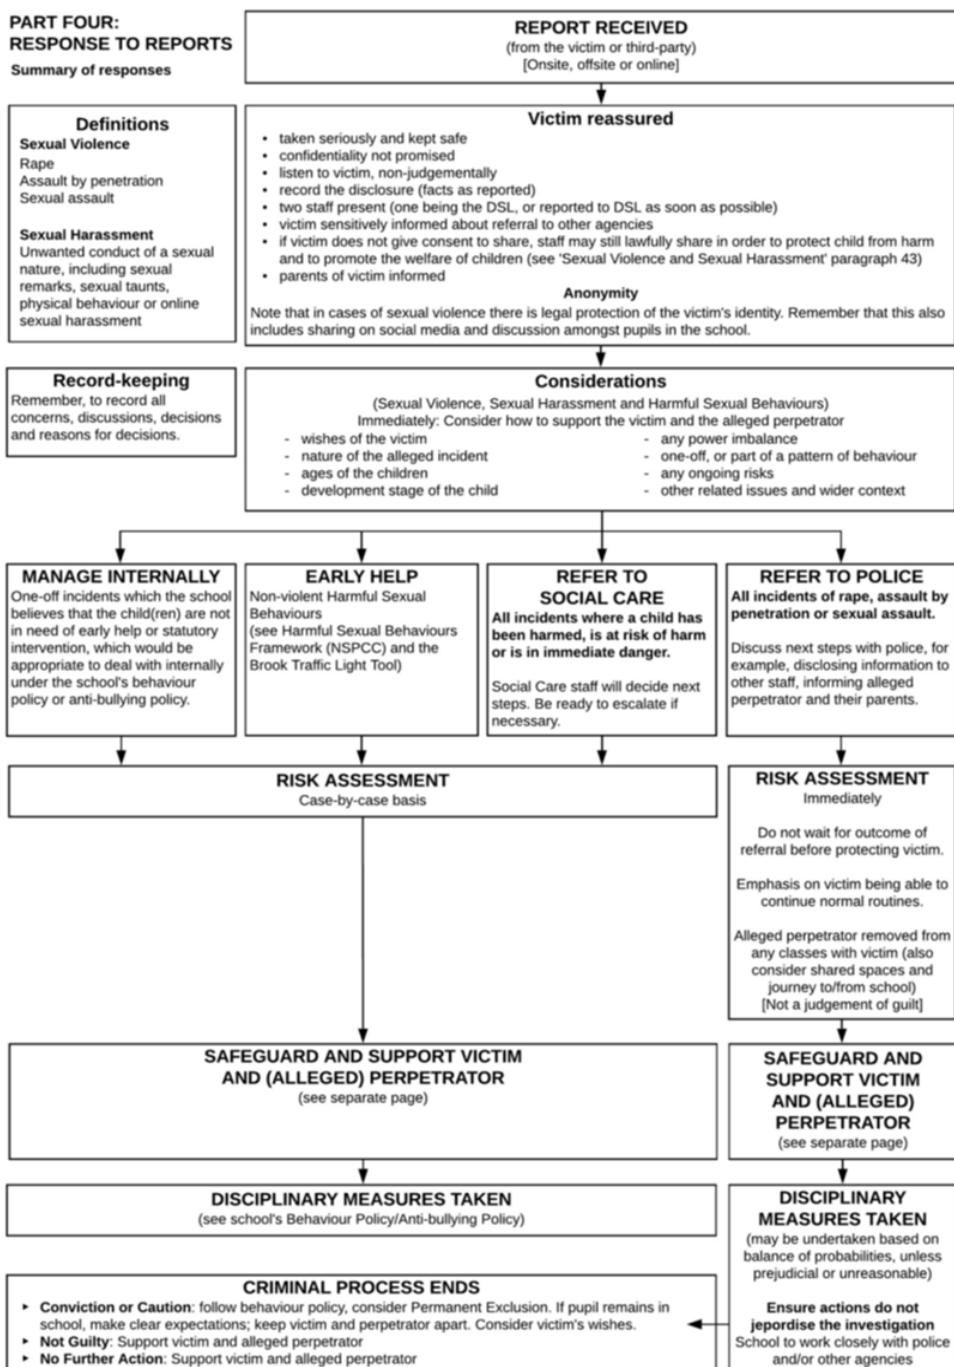 PART FOUR:
RESPONSE TO REPORTS
Summary of responses
REPORT RECEIVED
(from the victim or third-party)
[Onsite, offsite or online]
Definitions
Sexual Violence
Rape
Assault by penetration
Sexual assault
Sexual Harassment
Unwanted conduct of a sexual
nature, including sexual
remarks, sexual taunts,
physical behaviour or online
sexual harassment
Victim reassured
• taken seriously and kept safe
• confidentiality not promised
• listen to victim, non-judgementally
• record the disclosure (facts as reported)
• two staff present (one being the DSL, or reported to DSL as soon as possible)
• victim sensitively informed about referral to other agencies
• if victim does not give consent to share, staff may still lawfully share in order to protect child from harm
and to promote the welfare of children (see 'Sexual Violence and Sexual Harassment' paragraph 43)
• parents of victim informed
Anonymity
Note that in cases of sexual violence there is legal protection of the victim's identity. Remember that this also
includes sharing on social media and discussion amongst pupils in the school.
Record-keeping
Remember, to record all
concerns, discussions, decisions
and reasons for decisions.
Considerations
(Sexual Violence, Sexual Harassment and Harmful Sexual Behaviours)
Immediately: Consider how to support the victim and the alleged perpetrator
- wishes of the victim
- nature of the alleged incident
- ages of the children
- development stage of the child
- any power imbalance
- one-off, or part of a pattern of behaviour
- any ongoing risks
- other related issues and wider context
MANAGE INTERNALLY
One-off incidents which the school
believes that the child(ren) are not
in need of early help or statutory
intervention, which would be
appropriate to deal with internally
under the school's behaviour
policy or anti-bullying policy.
EARLY HELP
Non-violent Harmful Sexual
Behaviours
(see Harmful Sexual Behaviours
Framework (NSPCC) and the
Brook Traffic Light Tool)
REFER TO
SOCIAL CARE
All incidents where a child has
been harmed, is at risk of harm
or is in immediate danger.
Social Care staff will decide next
steps. Be ready to escalate if
necessary.
REFER TO POLICE
All incidents of rape, assault by
penetration or sexual assault.
Discuss next steps with police, for
example, disclosing information to
other staff, informing alleged
perpetrator and their parents.
RISK ASSESSMENT
Case-by-case basis
RISK ASSESSMENT
Immediately
Do not wait for outcome of
referral before protecting victim.
Emphasis on victim being able to
continue normal routines.
Alleged perpetrator removed from
any classes with victim (also
consider shared spaces and
journey to/from school)
[Not a judgement of guilt]
SAFEGUARD AND SUPPORT VICTIM
AND (ALLEGED) PERPETRATOR
(see separate page)
SAFEGUARD AND
SUPPORT VICTIM
AND (ALLEGED)
PERPETRATOR
(see separate page)
DISCIPLINARY MEASURES TAKEN
(see school's Behaviour Policy/Anti-bullying Policy)
DISCIPLINARY
MEASURES TAKEN
(may be undertaken based on
balance of probabilities, unless
prejudicial or unreasonable)
Ensure actions do not
jepordise the investigation
School to work closely with police
and/or other agencies
CRIMINAL PROCESS ENDS
‣ Conviction or Caution: follow behaviour policy, consider Permanent Exclusion. If pupil remains in
school, make clear expectations; keep victim and perpetrator apart. Consider victim's wishes.
‣ Not Guilty: Support victim and alleged perpetrator
‣ No Further Action: Support victim and alleged perpetrator